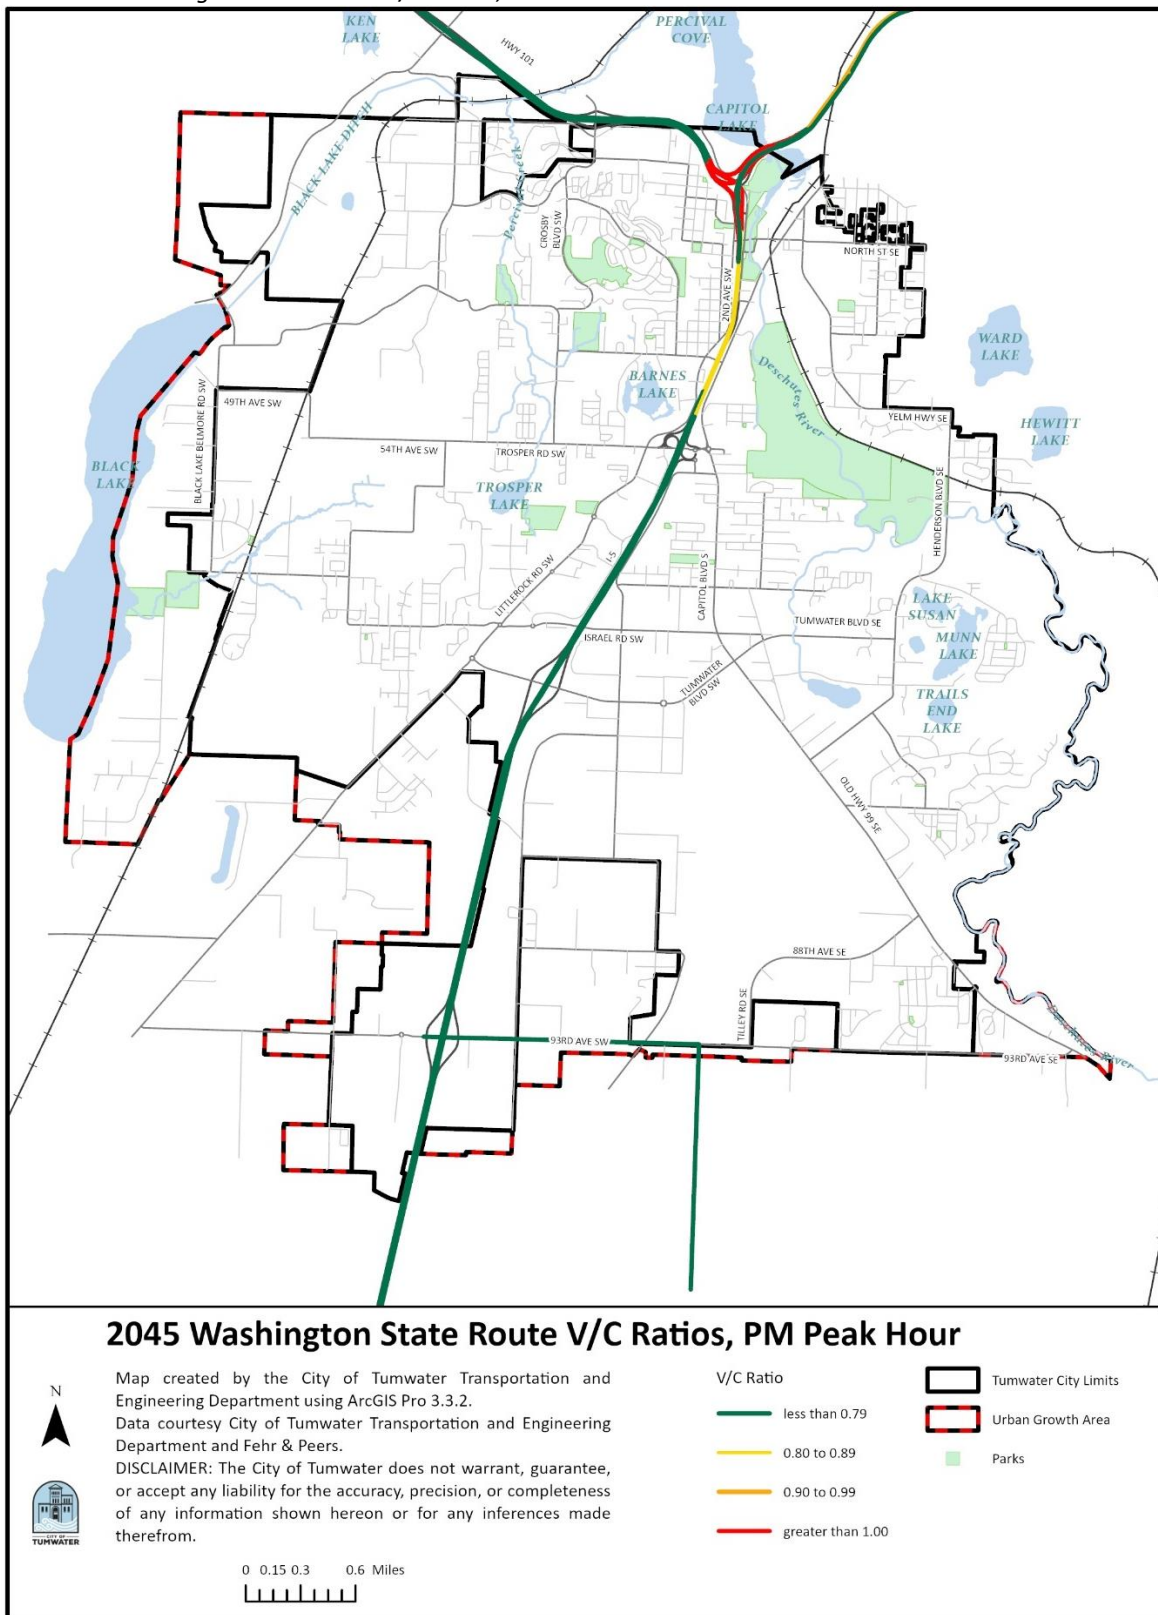 KEN
LAKE
PERCIVAL
COVE
HWY 101
CAPITOL
LAKE
BLACK LAKE DITCH
Percival Creek
CROSBY
BLVD SW
NORTH ST SE
2ND AVE SW
WARD
LAKE
BARNES
LAKE
Deschutes River
BLACK LAKE BELMORE RD SW
49TH AVE SW
YELM HWY SE
HEWITT
LAKE
54TH AVE SW
TROSPER RD SW
BLACK
LAKE
TROSPER
LAKE
HENDERSON BLVD SE
I-5
LITTLEROCK RD SW
CAPITOL BLVD S
LAKE
SUSAN
TUMWATER BLVD SE
ISRAEL RD SW
MUNN
LAKE
TUMWATER
BLVD SW
TRAILS
END
LAKE
OLD HWY 99 SE
88TH AVE SE
TILLEY RD SE
Deschutes River
93RD AVE SW
93RD AVE SE
2045 Washington State Route V/C Ratios, PM Peak Hour
N
Map created by the City of Tumwater Transportation and
Engineering Department using ArcGIS Pro 3.3.2.
Data courtesy City of Tumwater Transportation and Engineering
Department and Fehr & Peers.
DISCLAIMER: The City of Tumwater does not warrant, guarantee,
or accept any liability for the accuracy, precision, or completeness
of any information shown hereon or for any inferences made
therefrom.
CITY OF
TUMWATER
0 0.15 0.3 0.6 Miles
V/C Ratio
less than 0.79
0.80 to 0.89
0.90 to 0.99
greater than 1.00
Tumwater City Limits
Urban Growth Area
Parks